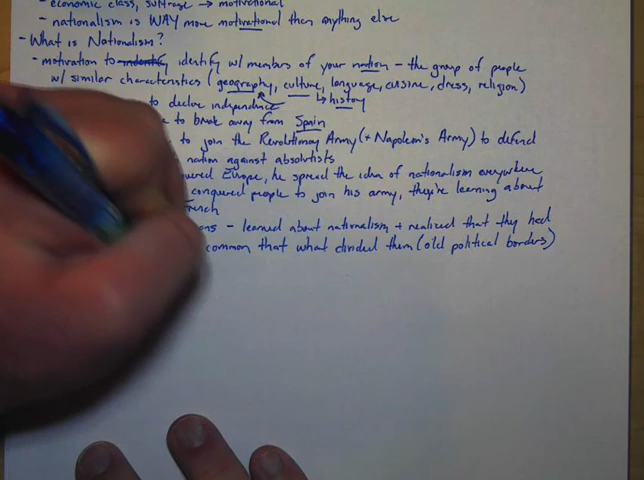 - economic class, suffrage → motivational
- nationalism is WAY more motivational then anything else
- What is Nationalism?
- motivation to identify w/ members of your nation - the group of people
w/ similar characteristics (geography, culture, language, cuisine, dress, religion)
to declare independence ↳ history
to break away from Spain
to join the Revolutionary Army (+ Napoleon's Army) to defend
nation against absolutists
Europe, he spread the idea of nationalism everywhere
conquered people to join his army, they're learning about
- learned about nationalism + realized that they had
common that what divided them (old political borders)